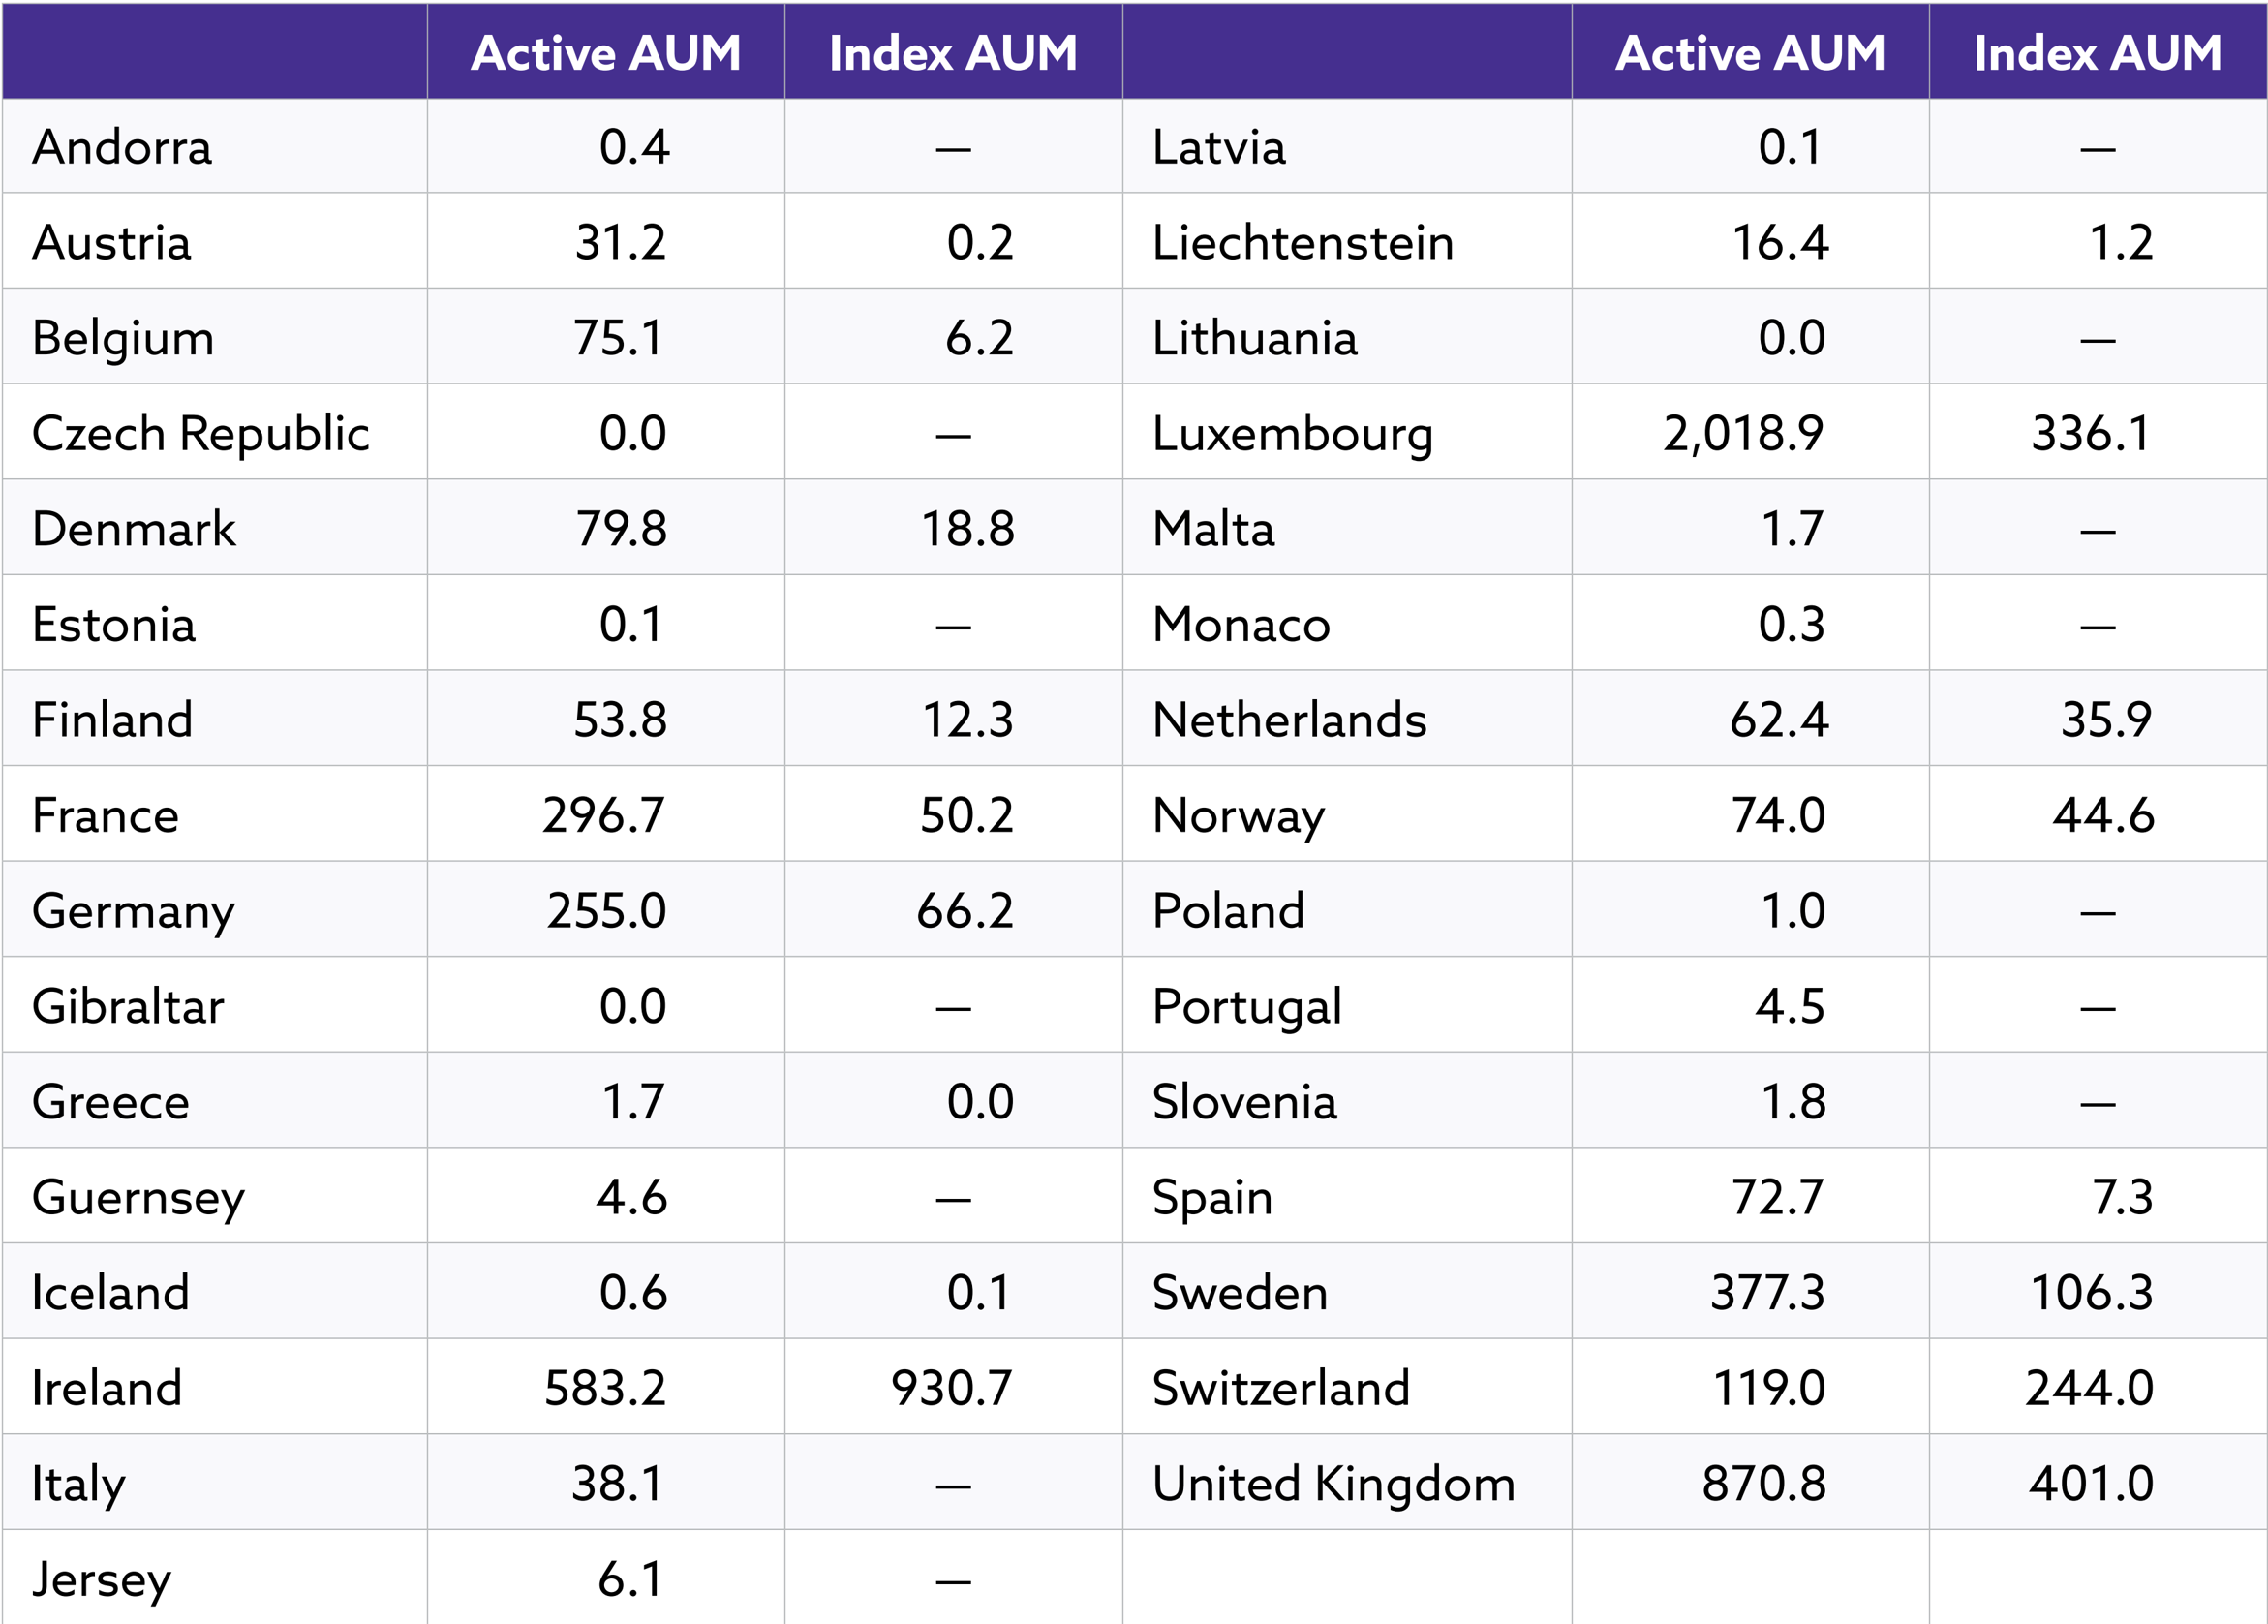 Active AUM Index AUM Active AUM Index AUM
Andorra 0.4 — Latvia 0.1 —
Austria 31.2 0.2 Liechtenstein 16.4 1.2
Belgium 75.1 6.2 Lithuania 0.0 —
Czech Republic 0.0 — Luxembourg 2,018.9 336.1
Denmark 79.8 18.8 Malta 1.7 —
Estonia 0.1 — Monaco 0.3 —
Finland 53.8 12.3 Netherlands 62.4 35.9
France 296.7 50.2 Norway 74.0 44.6
Germany 255.0 66.2 Poland 1.0 —
Gibraltar 0.0 — Portugal 4.5 —
Greece 1.7 0.0 Slovenia 1.8 —
Guernsey 4.6 — Spain 72.7 7.3
Iceland 0.6 0.1 Sweden 377.3 106.3
Ireland 583.2 930.7 Switzerland 119.0 244.0
Italy 38.1 — United Kingdom 870.8 401.0
Jersey 6.1 —